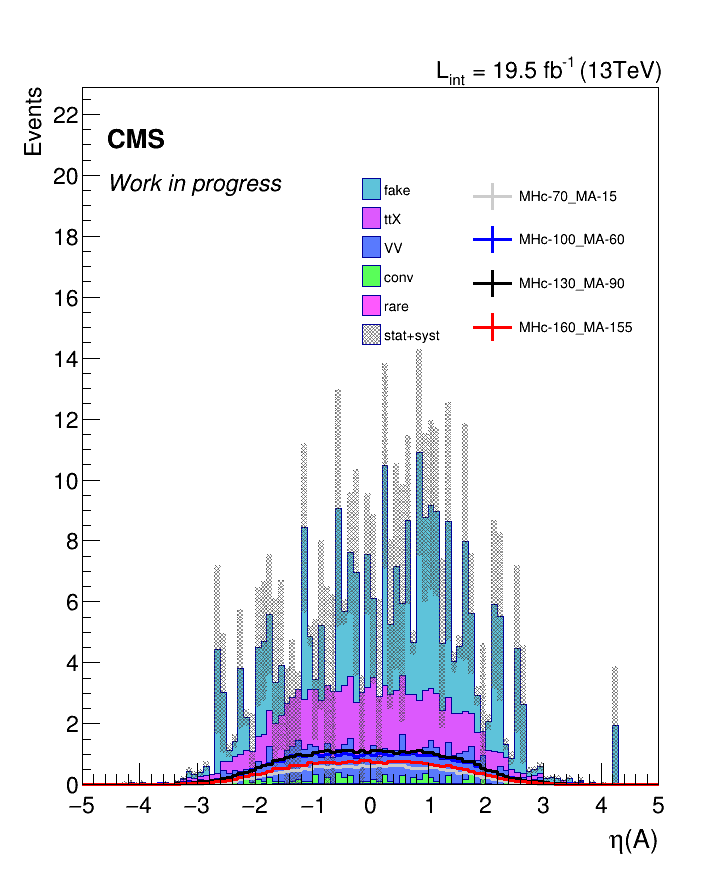 L_int = 19.5 fb^-1 (13TeV)
Events
CMS
Work in progress
fake
ttX
VV
conv
rare
stat+syst
MHc-70_MA-15
MHc-100_MA-60
MHc-130_MA-90
MHc-160_MA-155
22
20
18
16
14
12
10
8
6
4
2
0
−5 −4 −3 −2 −1 0 1 2 3 4 5
η(A)